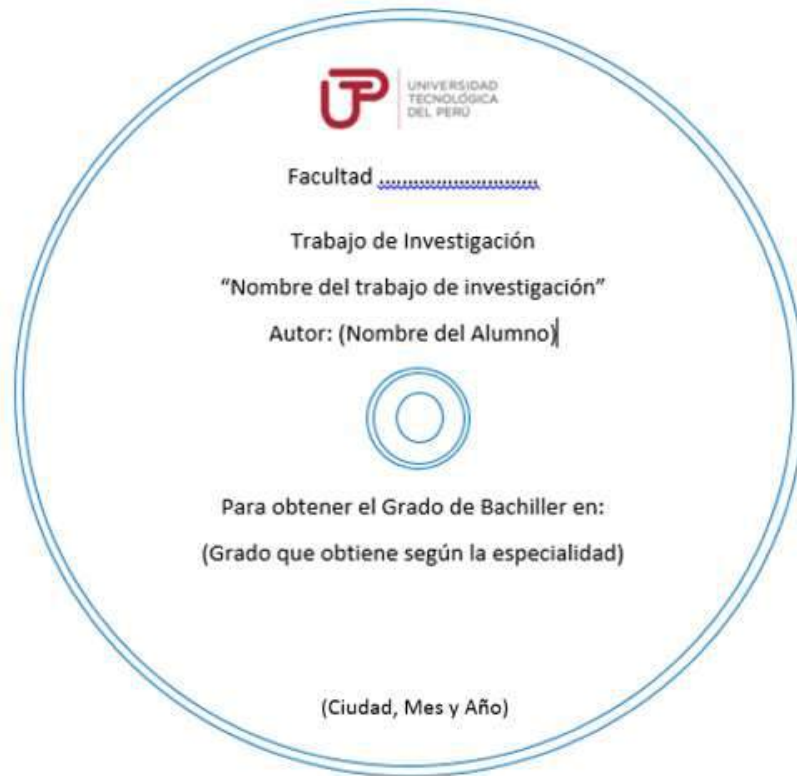 UTP
UNIVERSIDAD
TECNOLÓGICA
DEL PERÚ
Facultad ............................
Trabajo de Investigación
“Nombre del trabajo de investigación”
Autor: (Nombre del Alumno)
Para obtener el Grado de Bachiller en:
(Grado que obtiene según la especialidad)
(Ciudad, Mes y Año)